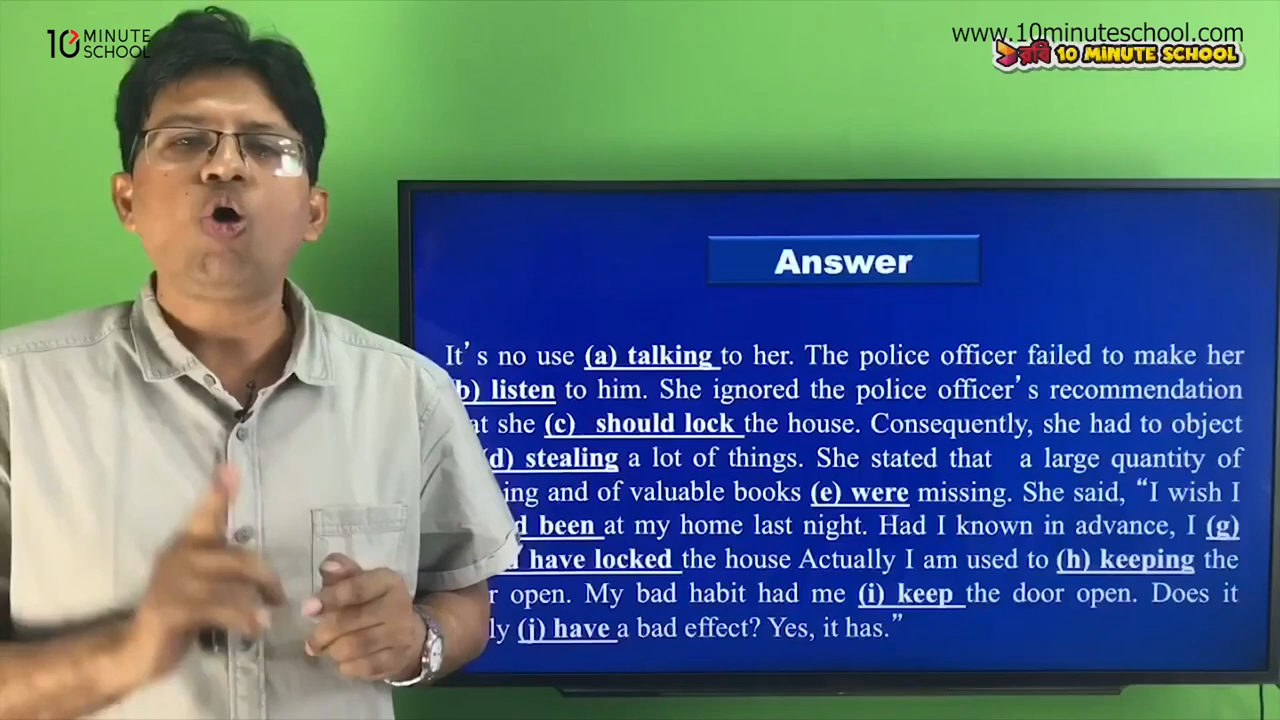 10 MINUTE SCHOOL
www.10minuteschool.com
রবি 10 MiNUTE SCHOOL
Answer
It's no use (a) talking to her. The police officer failed to make her
b) listen to him. She ignored the police officer's recommendation
at she (c) should lock the house. Consequently, she had to object
(d) stealing a lot of things. She stated that a large quantity of
ing and of valuable books (e) were missing. She said, “I wish I
d been at my home last night. Had I known in advance, I (g)
have locked the house Actually I am used to (h) keeping the
r open. My bad habit had me (i) keep the door open. Does it
ly (j) have a bad effect? Yes, it has.”